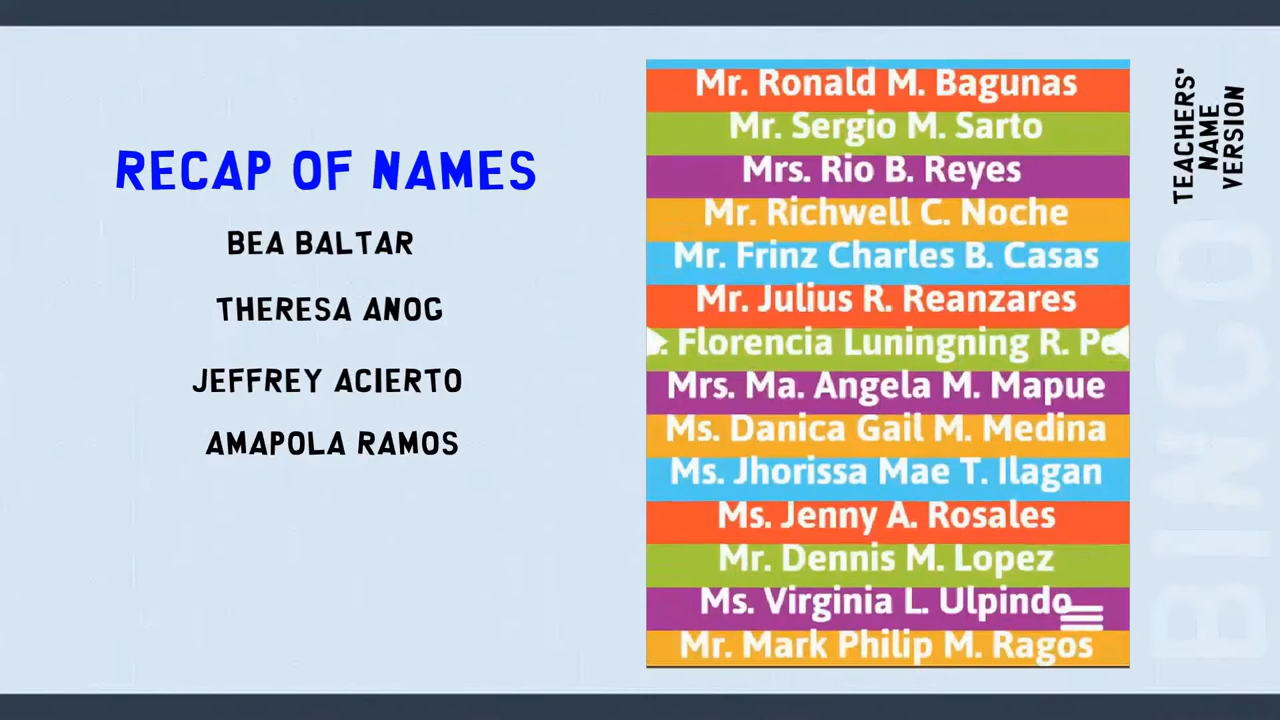 RECAP OF NAMES
BEA BALTAR
THERESA ANOG
JEFFREY ACIERTO
AMAPOLA RAMOS
Mr. Ronald M. Bagunas
Mr. Sergio M. Sarto
Mrs. Rio B. Reyes
Mr. Richwell C. Noche
Mr. Frinz Charles B. Casas
Mr. Julius R. Reanzares
Florencia Luningning R.
Mrs. Ma. Angela M. Mapue
Ms. Danica Gail M. Medina
Ms. Jhorissa Mae T. Ilagan
Ms. Jenny A. Rosales
Mr. Dennis M. Lopez
Ms. Virginia L. Ulpindo
Mr. Mark Philip M. Ragos
TEACHERS'
NAME
VERSION
BINGO